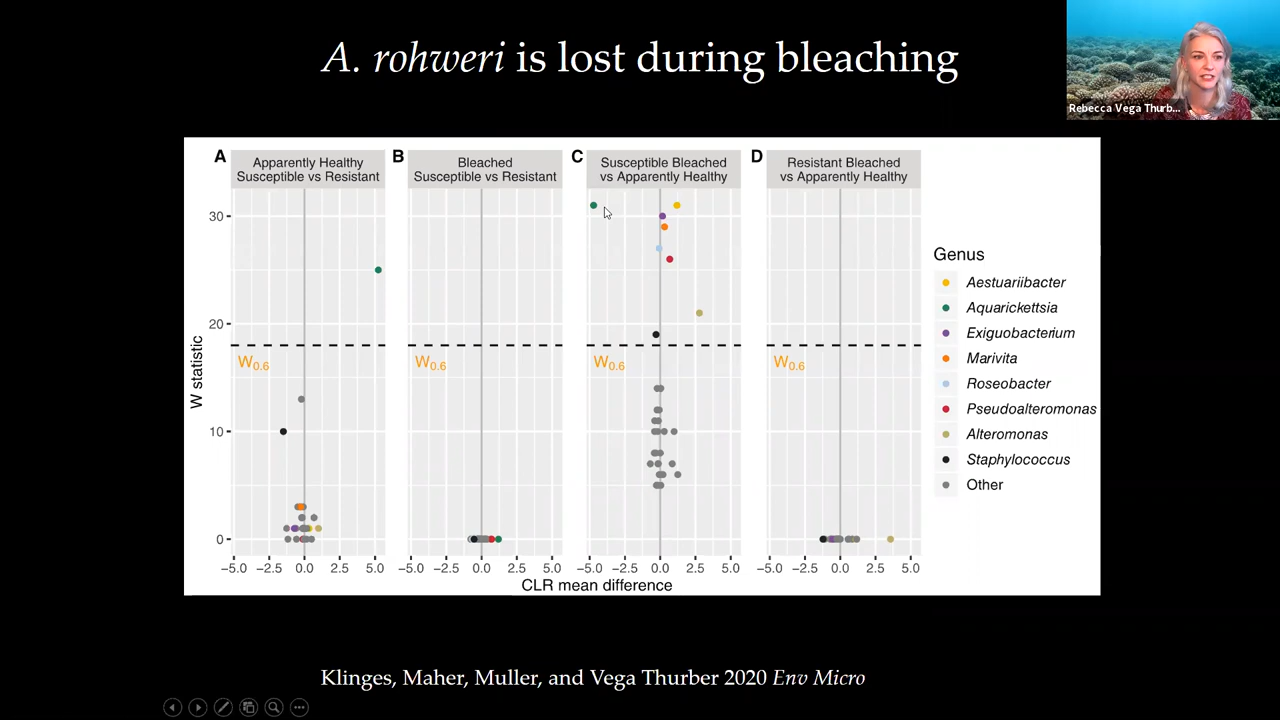 A. rohweri is lost during bleaching
Rebecca Vega Thurb...
A
Apparently Healthy
Susceptible vs Resistant
B
Bleached
Susceptible vs Resistant
C
Susceptible Bleached
vs Apparently Healthy
D
Resistant Bleached
vs Apparently Healthy
30
20
10
0
W statistic
W0.6
W0.6
W0.6
W0.6
−5.0 −2.5 0.0 2.5 5.0
−5.0 −2.5 0.0 2.5 5.0
−5.0 −2.5 0.0 2.5 5.0
−5.0 −2.5 0.0 2.5 5.0
CLR mean difference
Genus
Aestuariibacter
Aquarickettsia
Exiguobacterium
Marivita
Roseobacter
Pseudoalteromonas
Alteromonas
Staphylococcus
Other
Klinges, Maher, Muller, and Vega Thurber 2020 Env Micro